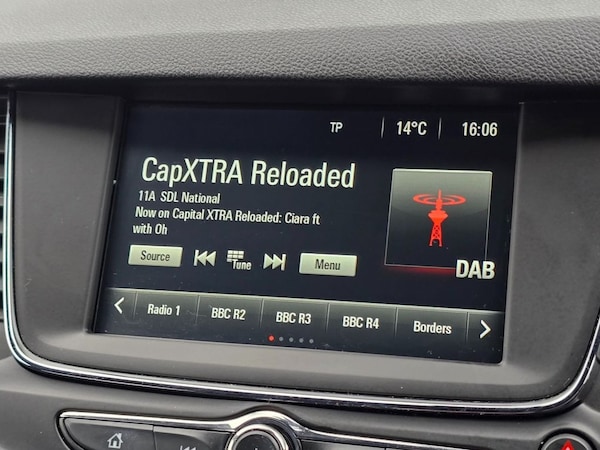 TP 14°C 16:06
CapXTRA Reloaded
11A SDL National
Now on Capital XTRA Reloaded: Ciara ft
with Oh
Source Tune Menu
DAB
Radio 1 BBC R2 BBC R3 BBC R4 Borders